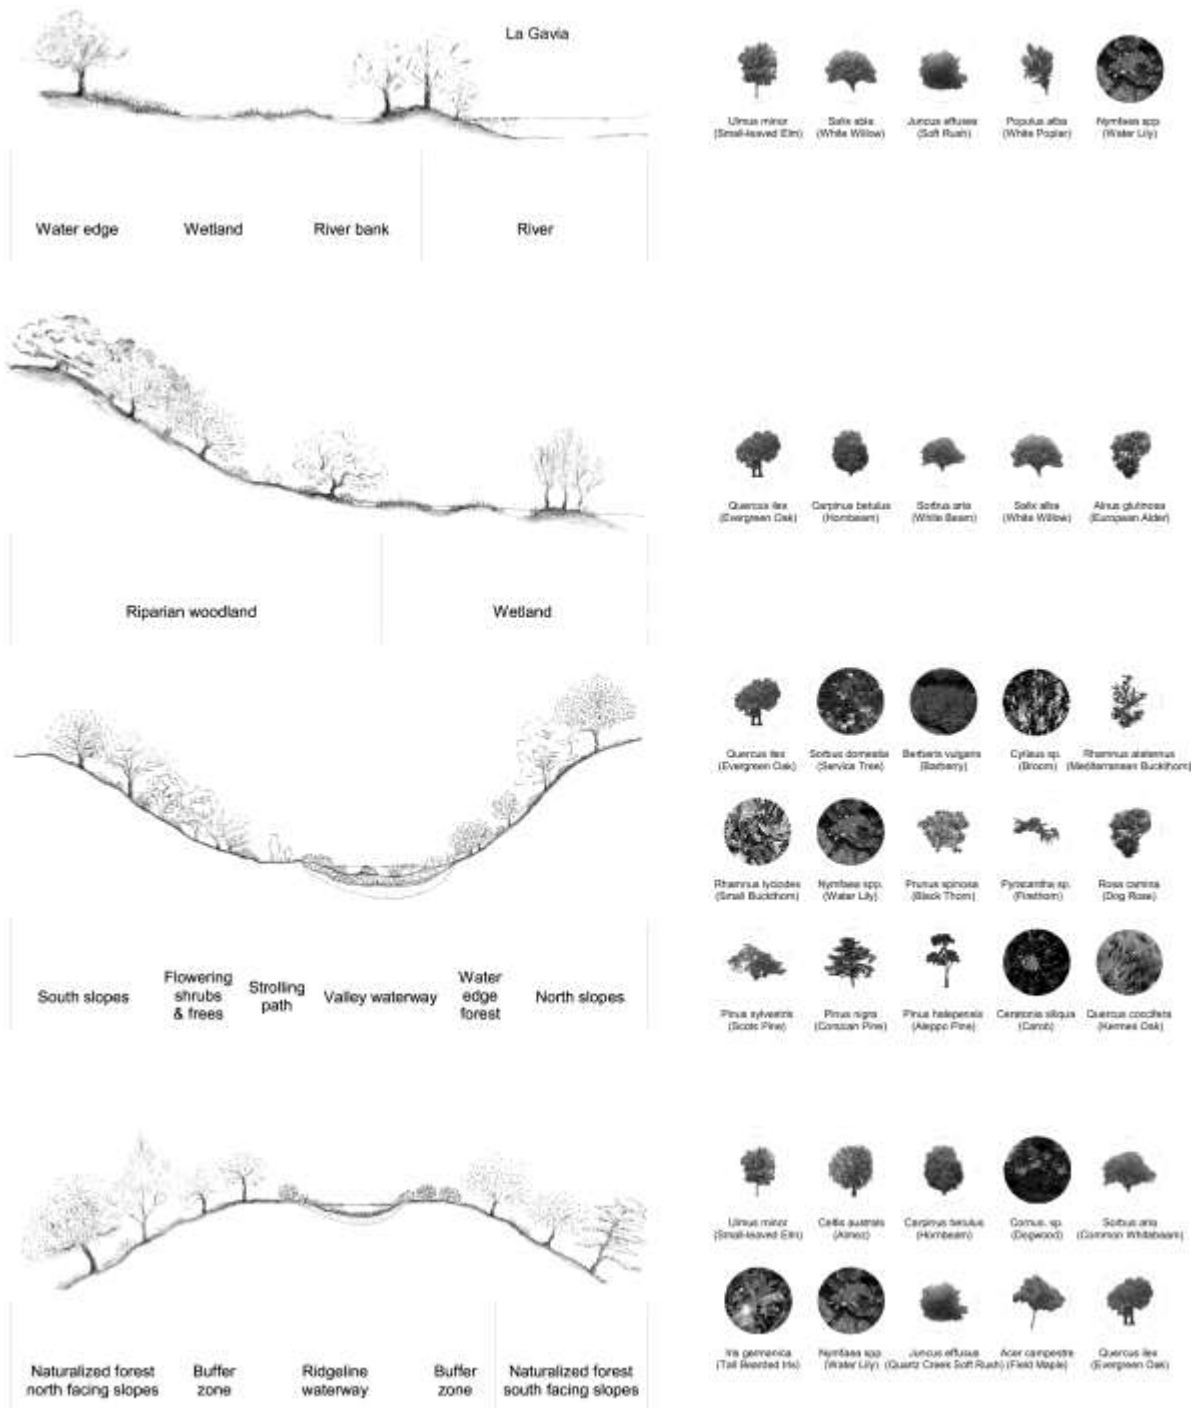 La Gavia
Ulmus minor
(Small-leaved Elm)
Salix abla
(White Willow)
Juncus effuses
(Soft Rush)
Populus alba
(White Poplar)
Nymfaea spp
(Water Lily)
Water edge
Wetland
River bank
River
Quercus ilex
(Evergreen Oak)
Carpinus betulus
(Hornbeam)
Sorbus aria
(White Beam)
Salix alba
(White Willow)
Alnus glutinosa
(European Alder)
Riparian woodland
Wetland
Quercus ilex
(Evergreen Oak)
Sorbus domestia
(Service Tree)
Berberis vulgaris
(Barberry)
Cytisus sp.
(Broom)
Rhamnus alaternus
(Mediterranean Buckthorn)
Rhamnus lyciodes
(Small Buckthorn)
Nymfaea spp.
(Water Lily)
Prunus spinosa
(Black Thorn)
Pyracantha sp.
(Firethorn)
Rosa canina
(Dog Rose)
Pinus sylvestris
(Scots Pine)
Pinus nigra
(Corsican Pine)
Pinus halepensis
(Aleppo Pine)
Ceratonia siliqua
(Carob)
Quercus coccifera
(Kermes Oak)
South slopes
Flowering
shrubs
& frees
Strolling
path
Valley waterway
Water
edge
forest
North slopes
Ulmus minor
(Small-leaved Elm)
Celtis australis
(Almez)
Carpinus betulus
(Hornbeam)
Cornus. sp.
(Dogwood)
Sorbus aria
(Common Whitebeam)
Iris germanica
(Tall Bearded Iris)
Nymfaea spp.
(Water Lily)
Juncus effusus
(Quartz Creek Soft Rush)
Acer campestre
(Field Maple)
Quercus ilex
(Evergreen Oak)
Naturalized forest
north facing slopes
Buffer
zone
Ridgeline
waterway
Buffer
zone
Naturalized forest
south facing slopes